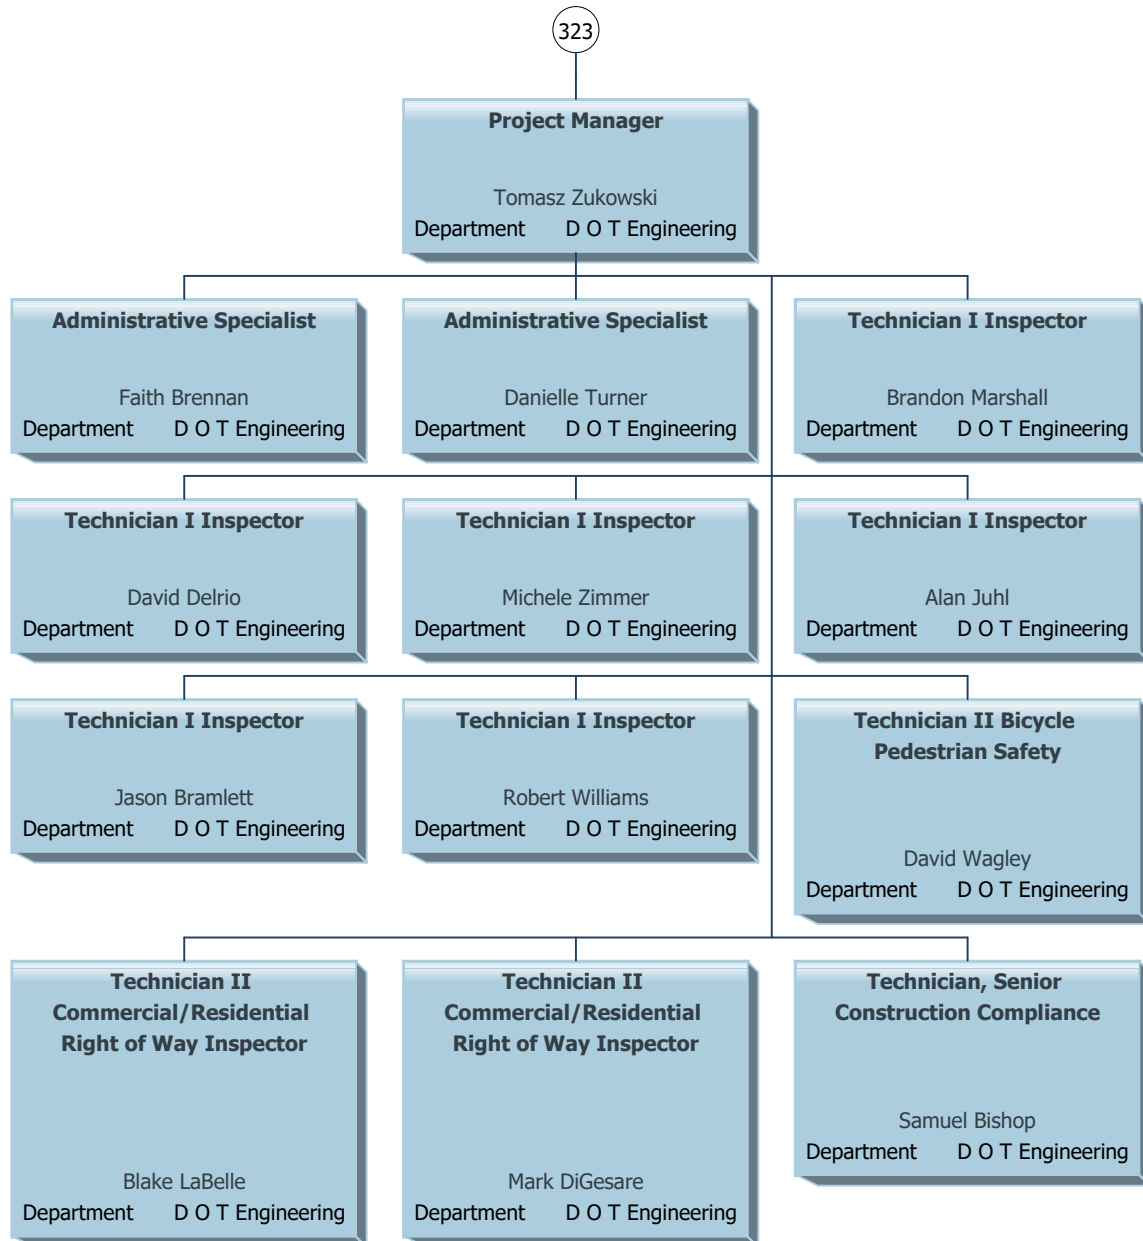 323
Project Manager
Tomasz Zukowski
Department D O T Engineering
Administrative Specialist
Faith Brennan
Department D O T Engineering
Administrative Specialist
Danielle Turner
Department D O T Engineering
Technician I Inspector
Brandon Marshall
Department D O T Engineering
Technician I Inspector
David Delrio
Department D O T Engineering
Technician I Inspector
Michele Zimmer
Department D O T Engineering
Technician I Inspector
Alan Juhl
Department D O T Engineering
Technician I Inspector
Jason Bramlett
Department D O T Engineering
Technician I Inspector
Robert Williams
Department D O T Engineering
Technician II Bicycle
Pedestrian Safety
David Wagley
Department D O T Engineering
Technician II
Commercial/Residential
Right of Way Inspector
Blake LaBelle
Department D O T Engineering
Technician II
Commercial/Residential
Right of Way Inspector
Mark DiGesare
Department D O T Engineering
Technician, Senior
Construction Compliance
Samuel Bishop
Department D O T Engineering